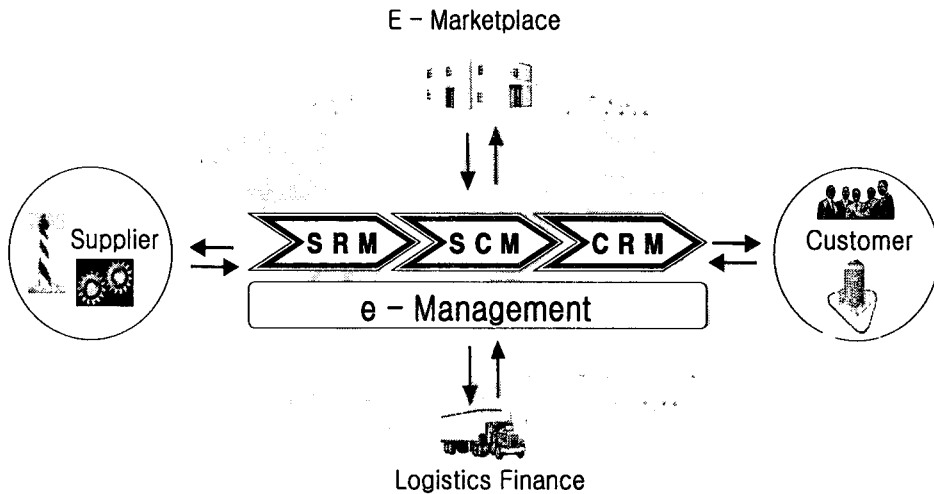 E - Marketplace
Supplier
SRM
SCM
CRM
Customer
e - Management
Logistics Finance